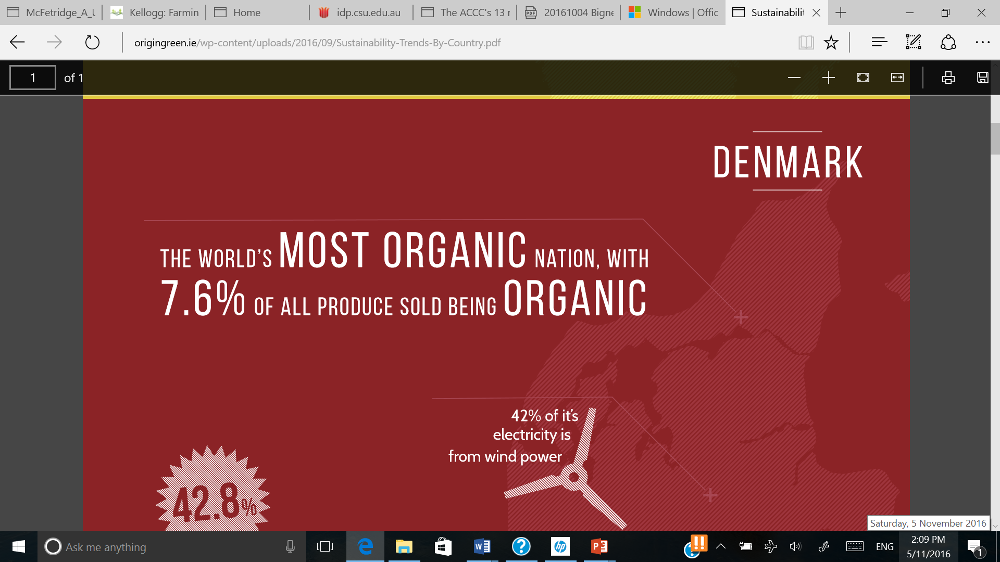 McFetridge_A_U
Kellogg: Farmin
Home
idp.csu.edu.au
The ACCC's 13 r
20161004 Bigne
Windows | Offic
Sustainabilit
origingreen.ie/wp-content/uploads/2016/09/Sustainability-Trends-By-Country.pdf
1 of 1
DENMARK
THE WORLD'S MOST ORGANIC NATION, WITH
7.6% OF ALL PRODUCE SOLD BEING ORGANIC
42% of it's
electricity is
from wind power
42.8%
Saturday, 5 November 2016
Ask me anything
ENG
2:09 PM
5/11/2016
1